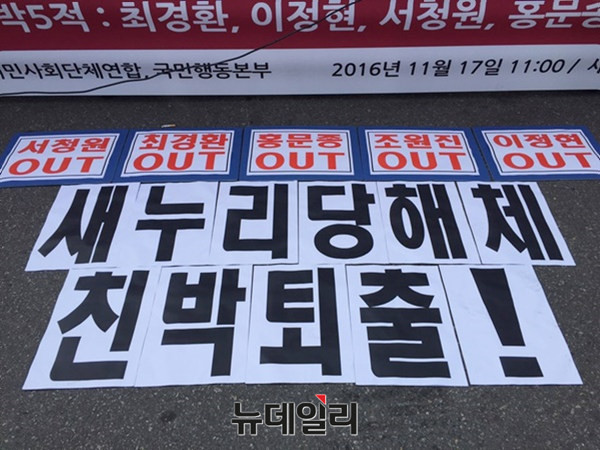 박5적 : 최경환, 이정현, 서청원, 홍문종
시민사회단체연합, 국민행동본부 2016년 11월 17일 11:00 /
서청원 OUT 최경환 OUT 홍문종 OUT 조원진 OUT 이정현 OUT
새누리당해체
친박퇴출!
뉴데일리